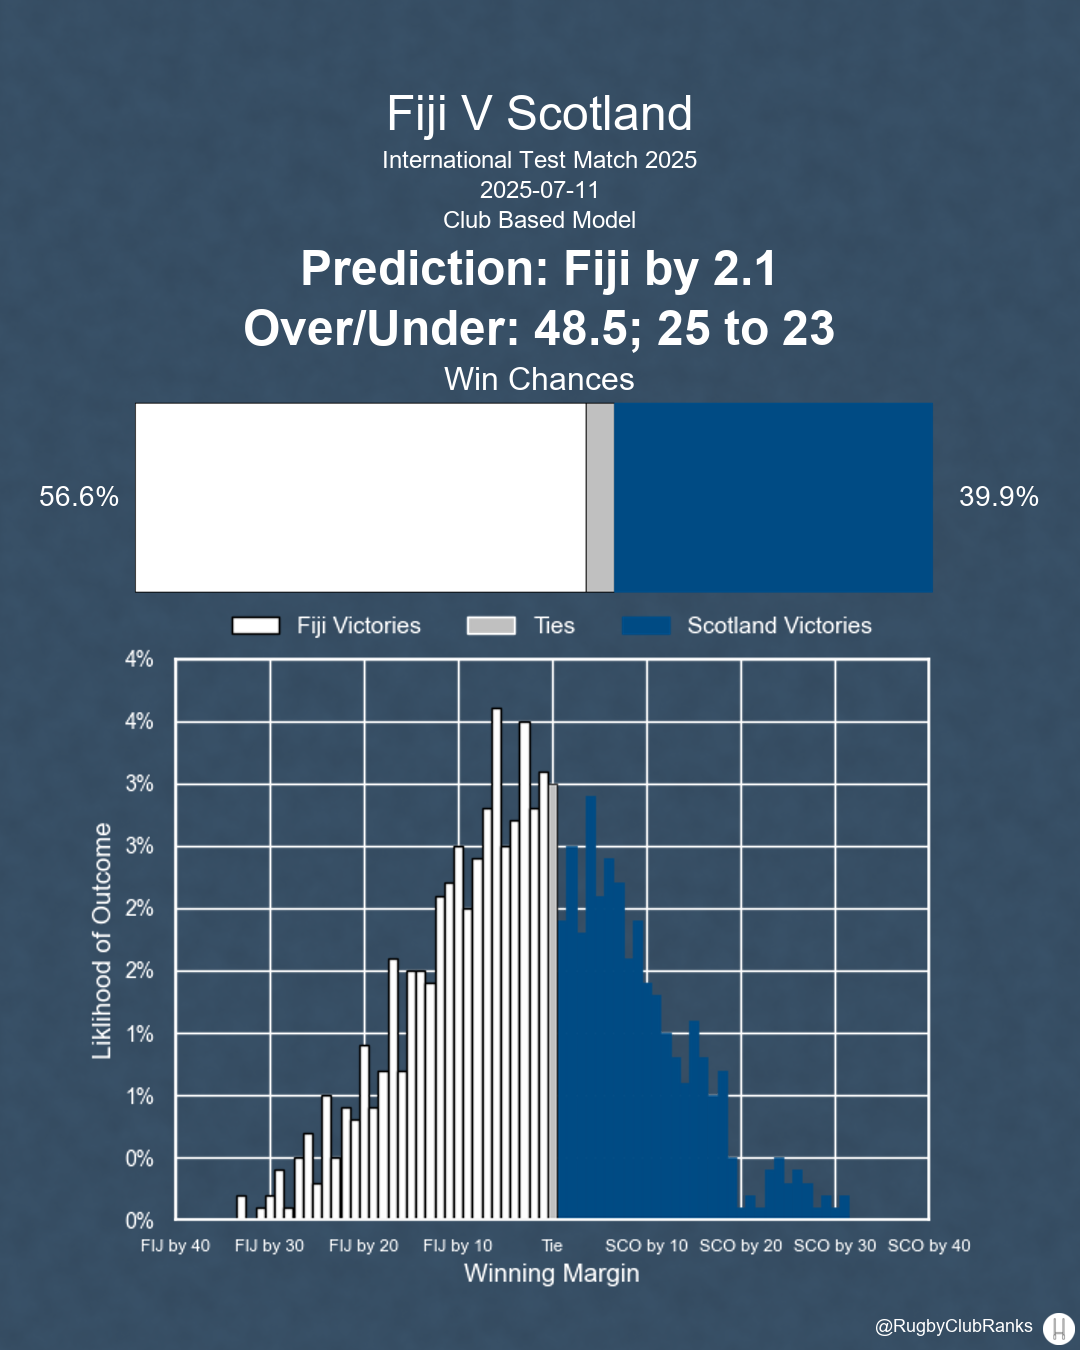 Fiji V Scotland
International Test Match 2025
2025-07-11
Club Based Model
Prediction: Fiji by 2.1
Over/Under: 48.5; 25 to 23
Win Chances
56.6%
39.9%
Fiji Victories
Ties
Scotland Victories
4%
4%
3%
3%
2%
2%
1%
1%
0%
0%
Liklihood of Outcome
FIJ by 40
FIJ by 30
FIJ by 20
FIJ by 10
Tie
SCO by 10
SCO by 20
SCO by 30
SCO by 40
Winning Margin
@RugbyClubRanks